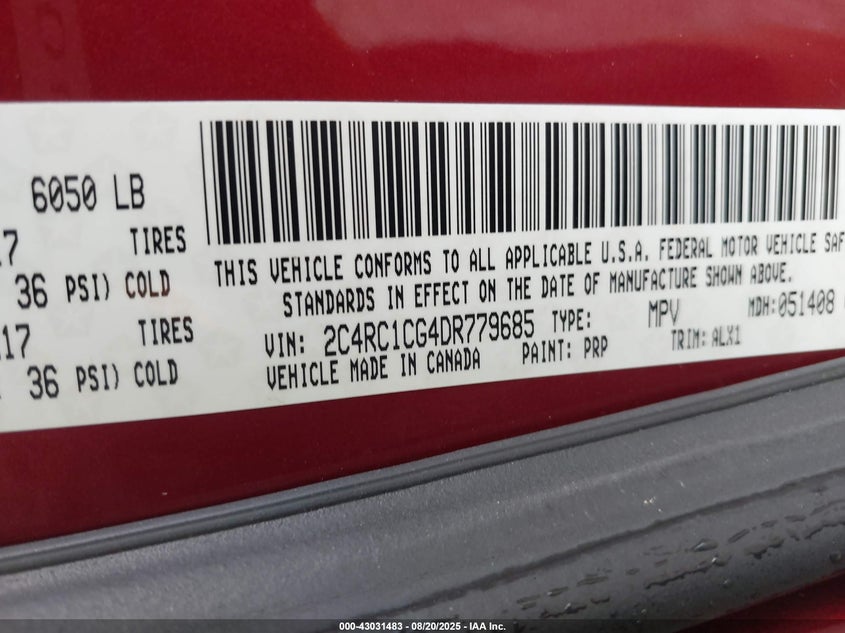 6050 LB
17 TIRES
36 PSI) COLD
17 TIRES
36 PSI) COLD
THIS VEHICLE CONFORMS TO ALL APPLICABLE U.S.A. FEDERAL MOTOR VEHICLE SAF
STANDARDS IN EFFECT ON THE DATE OF MANUFACTURE SHOWN ABOVE.
VIN: 2C4RC1CG4DR779685 TYPE: MPV MDH: 051408
VEHICLE MADE IN CANADA PAINT: PRP TRIM: ALX1
000-43031483 - 08/20/2025 - IAA Inc.